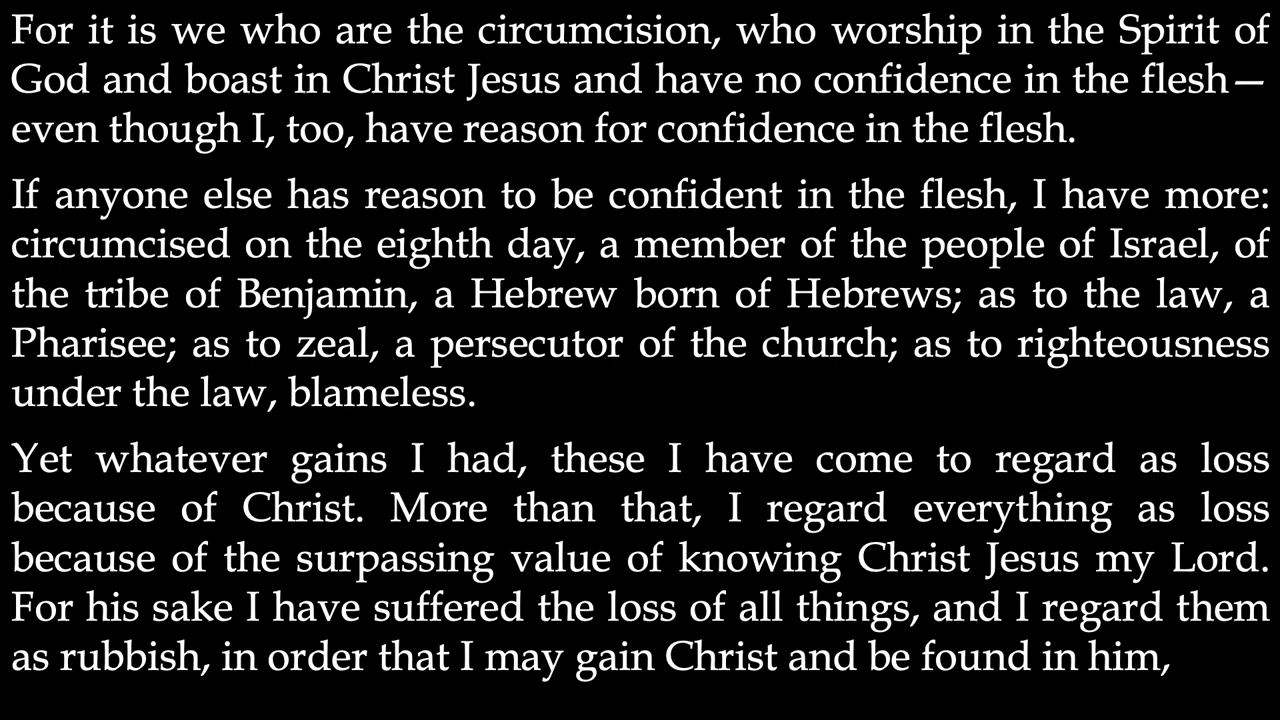 For it is we who are the circumcision, who worship in the Spirit of
God and boast in Christ Jesus and have no confidence in the flesh—
even though I, too, have reason for confidence in the flesh.
If anyone else has reason to be confident in the flesh, I have more:
circumcised on the eighth day, a member of the people of Israel, of
the tribe of Benjamin, a Hebrew born of Hebrews; as to the law, a
Pharisee; as to zeal, a persecutor of the church; as to righteousness
under the law, blameless.
Yet whatever gains I had, these I have come to regard as loss
because of Christ. More than that, I regard everything as loss
because of the surpassing value of knowing Christ Jesus my Lord.
For his sake I have suffered the loss of all things, and I regard them
as rubbish, in order that I may gain Christ and be found in him,